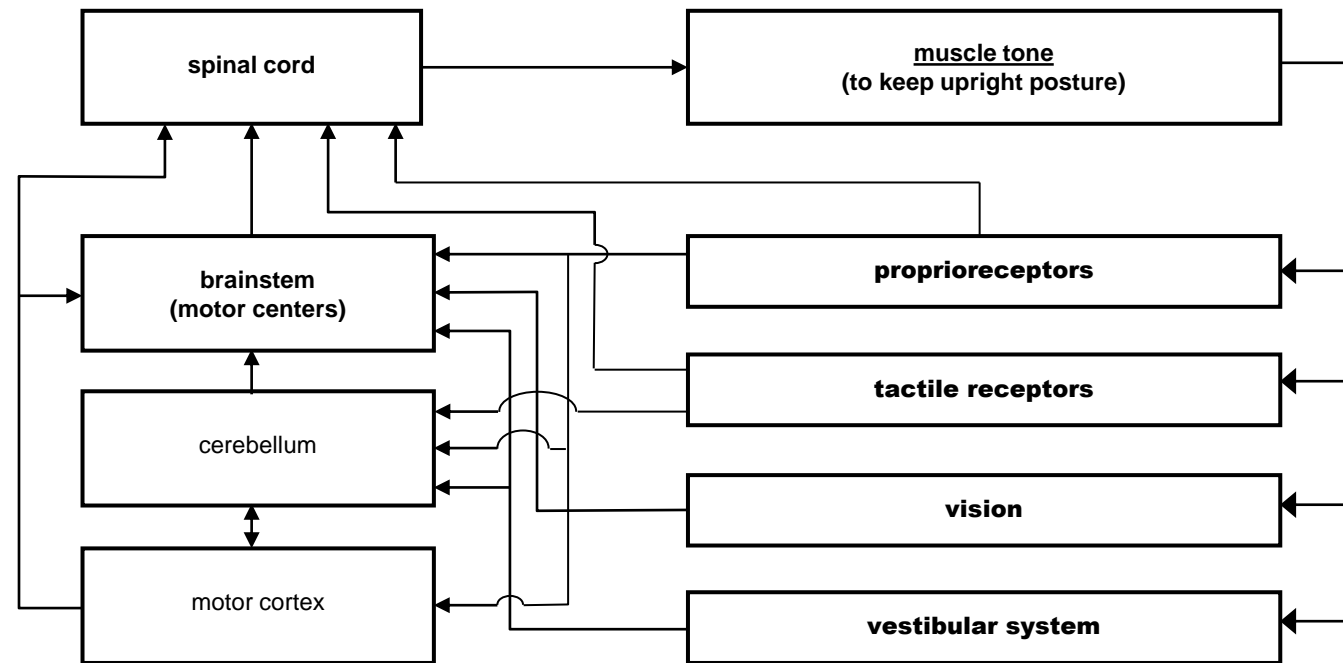 spinal cord
muscle tone
(to keep upright posture)
brainstem
(motor centers)
proprioreceptors
tactile receptors
cerebellum
vision
motor cortex
vestibular system